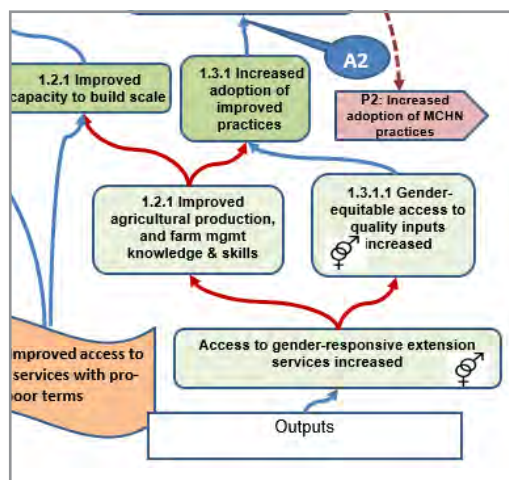 A2
1.2.1 Improved
capacity to build scale
1.3.1 Increased
adoption of
improved
practices
P2: Increased
adoption of MCHN
practices
1.2.1 Improved
agricultural production,
and farm mgmt
knowledge & skills
1.3.1.1 Gender-
equitable access to
quality inputs
increased
Improved access to
services with pro-
poor terms
Access to gender-responsive extension
services increased
Outputs